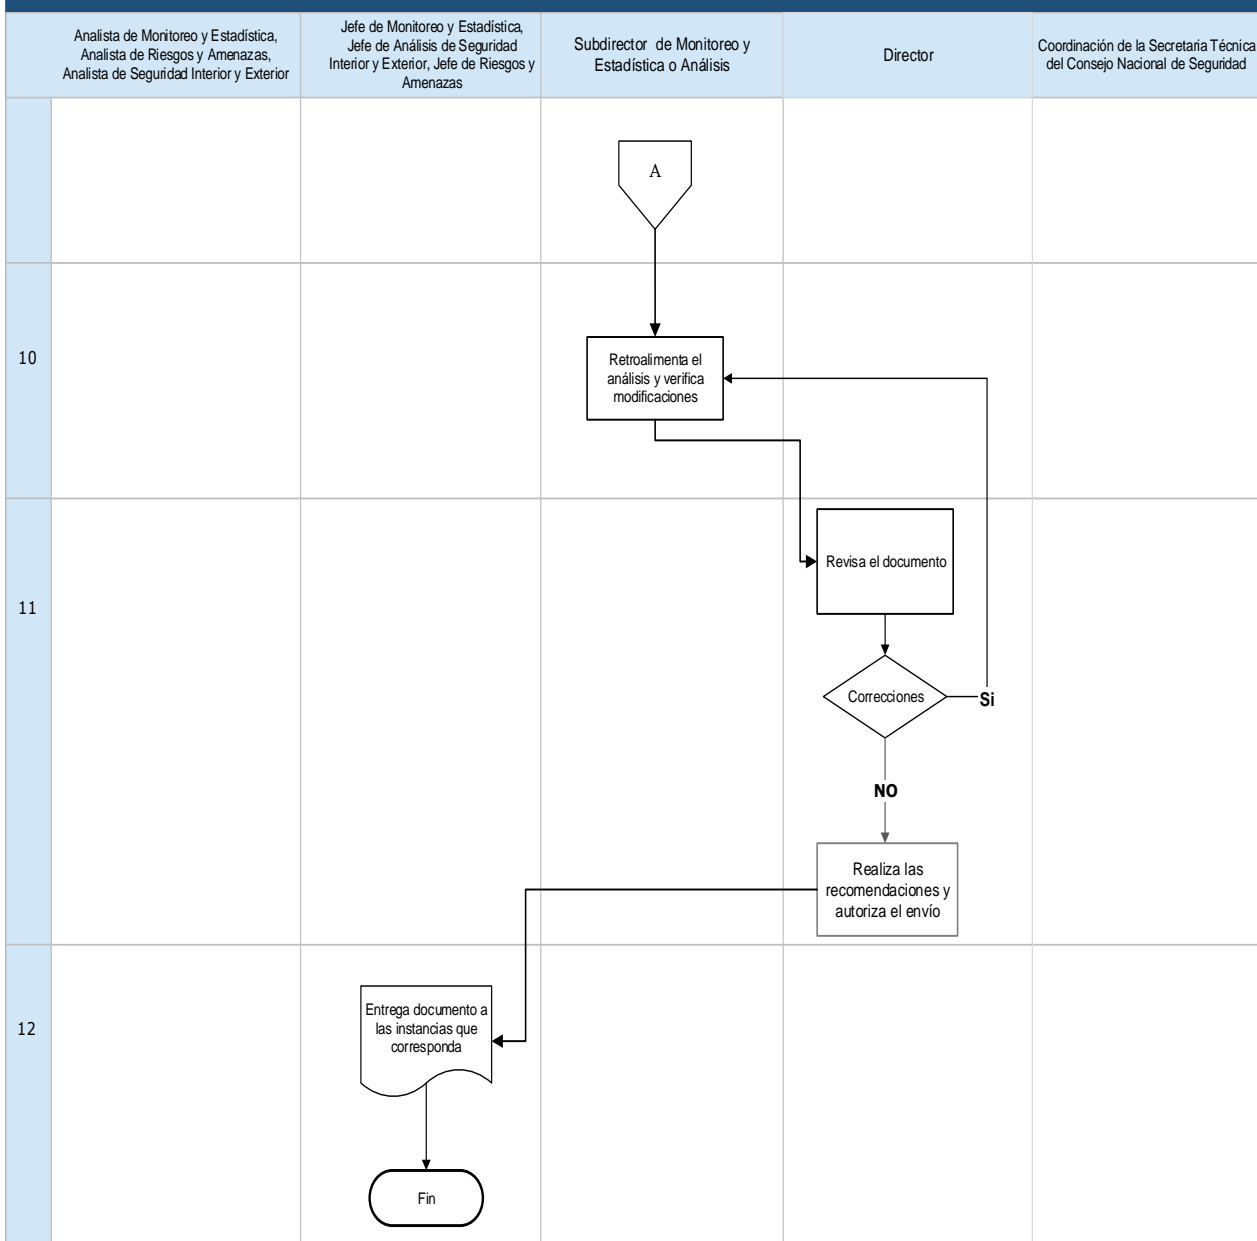 Analista de Monitoreo y Estadística,
Analista de Riesgos y Amenazas,
Analista de Seguridad Interior y Exterior
Jefe de Monitoreo y Estadística,
Jefe de Análisis de Seguridad
Interior y Exterior, Jefe de Riesgos y
Amenazas
Subdirector de Monitoreo y
Estadística o Análisis
Director
Coordinación de la Secretaria Técnica
del Consejo Nacional de Seguridad
A
10
Retroalimenta el
análisis y verifica
modificaciones
11
Revisa el documento
Correcciones
Si
NO
Realiza las
recomendaciones y
autoriza el envío
12
Entrega documento a
las instancias que
corresponda
Fin